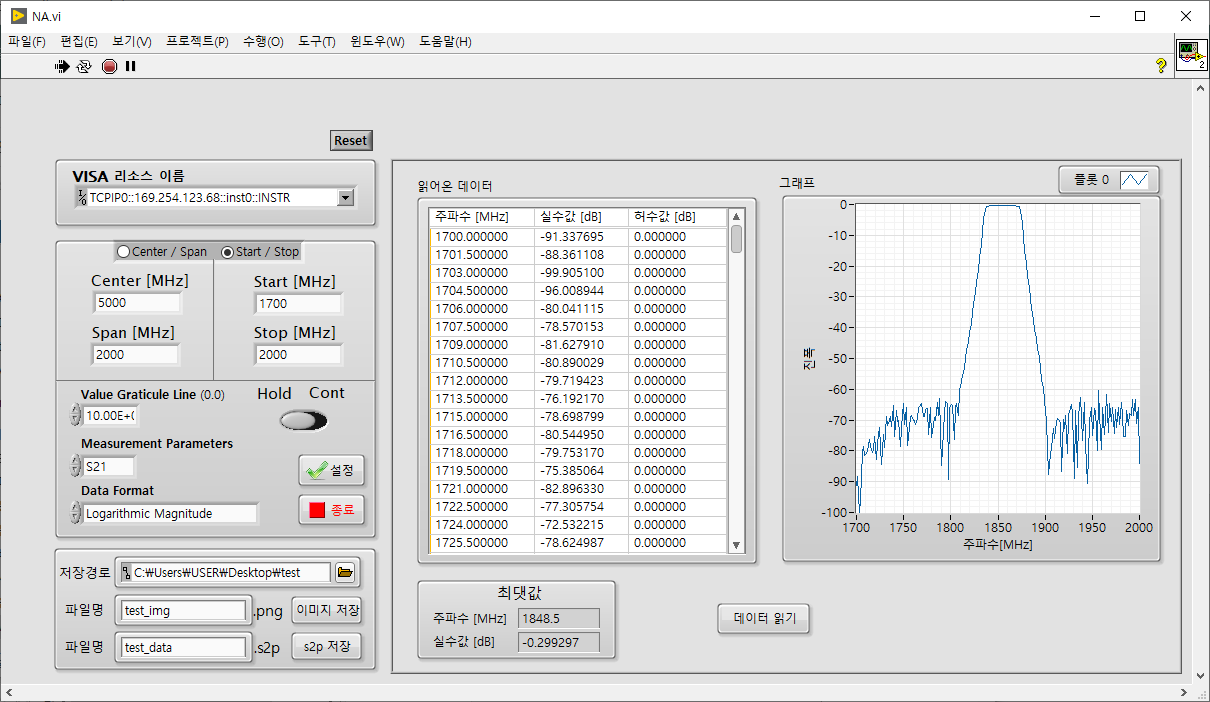 NA.vi
파일(F) 편집(E) 보기(V) 프로젝트(P) 수행(O) 도구(T) 윈도우(W) 도움말(H)
?
2
Reset
VISA 리소스 이름
I/O TCPIP0::169.254.123.68::inst0::INSTR
Center / Span Start / Stop
Center [MHz] Start [MHz]
5000 1700
Span [MHz] Stop [MHz]
2000 2000
Value Graticule Line (0.0) Hold Cont
10.00E+(
Measurement Parameters
S21 설정
Data Format
Logarithmic Magnitude 종료
저장경로 C:₩Users₩USER₩Desktop₩test
파일명 test_img .png 이미지 저장
파일명 test_data .s2p s2p 저장
읽어온 데이터
주파수 [MHz] 실수값 [dB] 허수값 [dB]
1700.000000 -91.337695 0.000000
1701.500000 -88.361108 0.000000
1703.000000 -99.905100 0.000000
1704.500000 -96.008944 0.000000
1706.000000 -80.041115 0.000000
1707.500000 -78.570153 0.000000
1709.000000 -81.627910 0.000000
1710.500000 -80.890029 0.000000
1712.000000 -79.719423 0.000000
1713.500000 -76.192170 0.000000
1715.000000 -78.698799 0.000000
1716.500000 -80.544950 0.000000
1718.000000 -79.753170 0.000000
1719.500000 -75.385064 0.000000
1721.000000 -82.896330 0.000000
1722.500000 -77.305754 0.000000
1724.000000 -72.532215 0.000000
1725.500000 -78.624987 0.000000
최댓값
주파수 [MHz] 1848.5
실수값 [dB] -0.299297
데이터 읽기
그래프
플롯 0
진폭
0
-10
-20
-30
-40
-50
-60
-70
-80
-90
-100
1700 1750 1800 1850 1900 1950 2000
주파수[MHz]